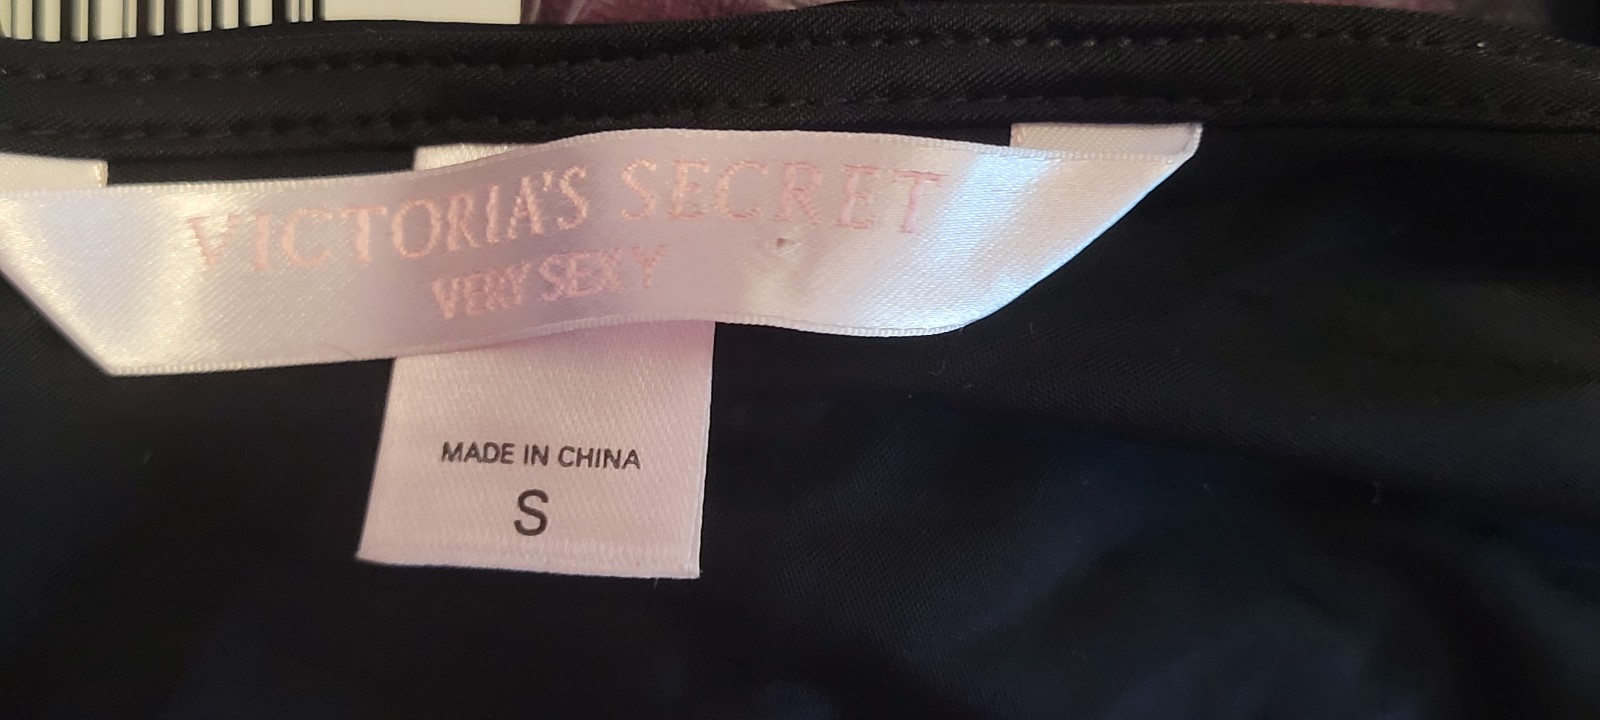 VICTORIA'S SECRET
VERY SEXY
MADE IN CHINA
S